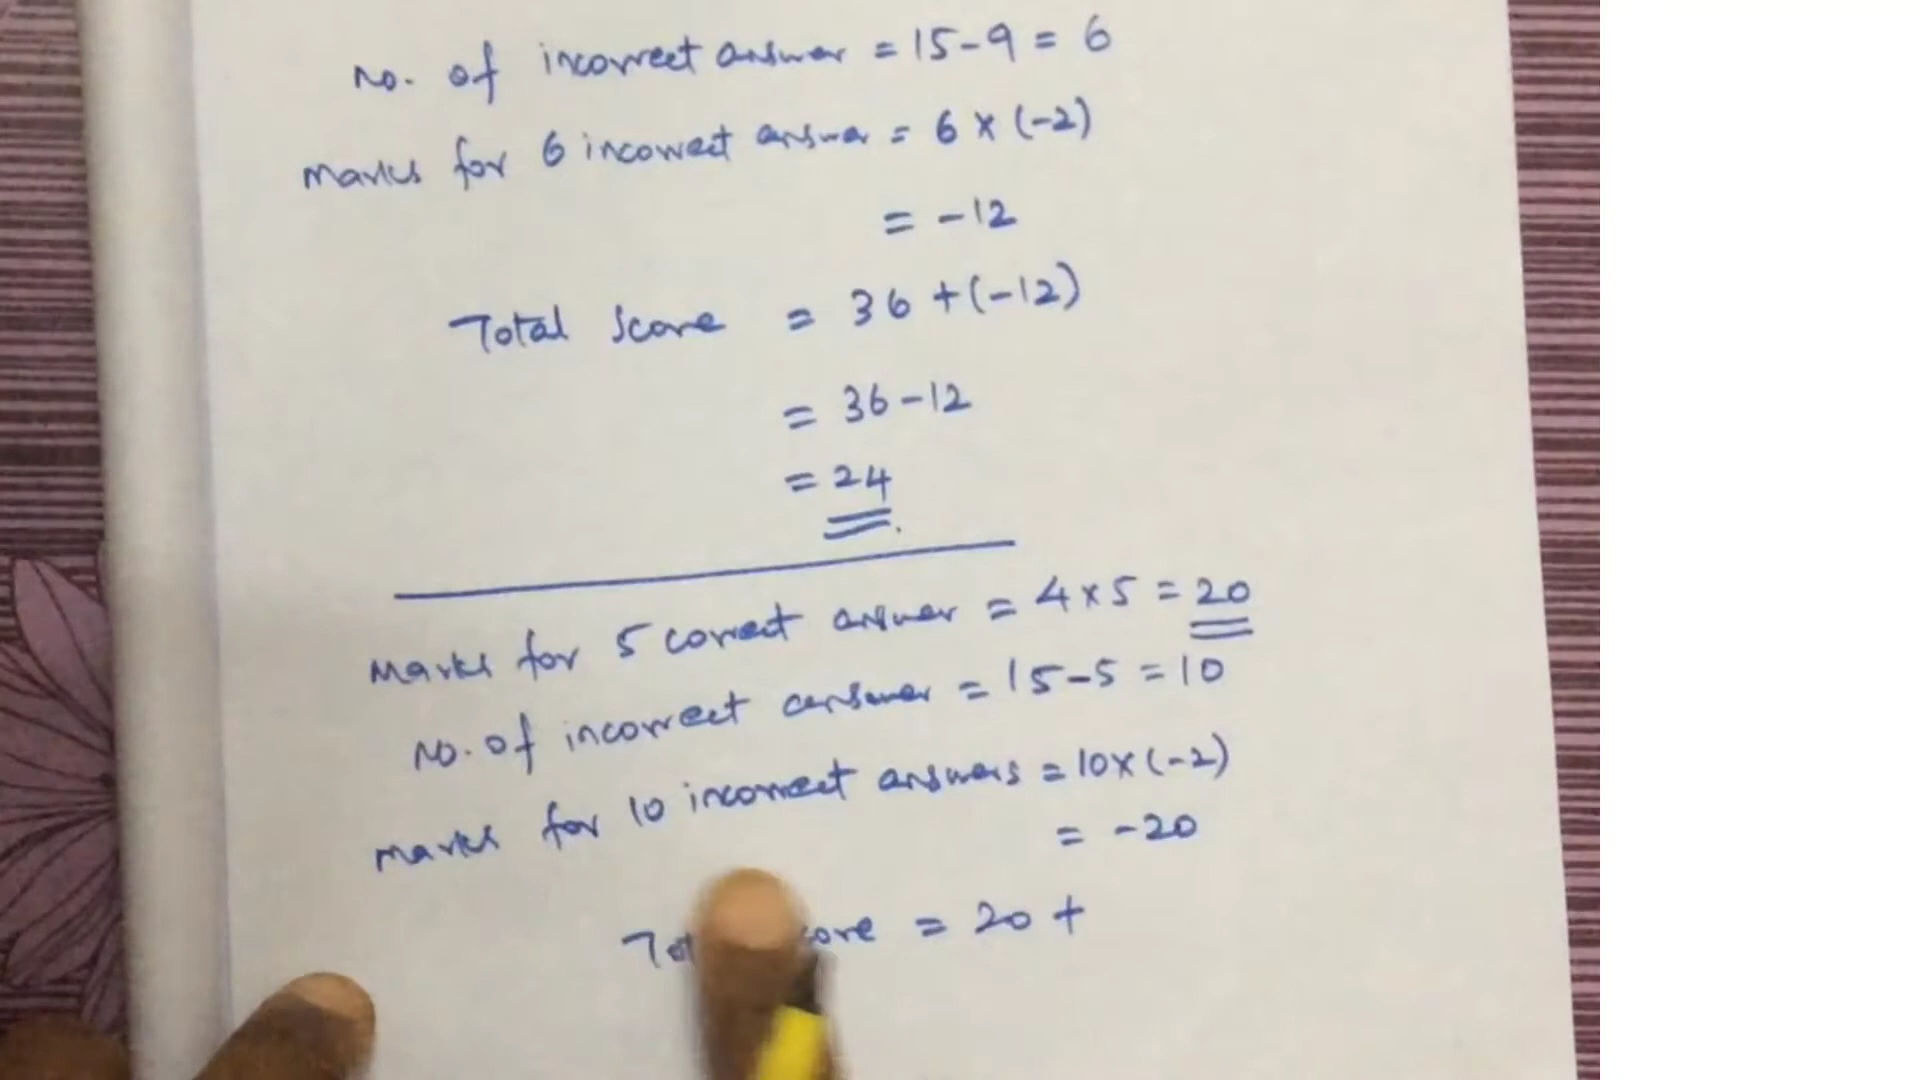 no. of incorrect answer = 15-9 = 6
marks for 6 incorrect answer = 6 × (-2)
= -12
Total score = 36 + (-12)
= 36-12
= 24
Marks for 5 correct answer = 4×5 = 20
no. of incorrect answer = 15-5 = 10
marks for 10 incorrect answers = 10×(-2)
= -20
= 20 +